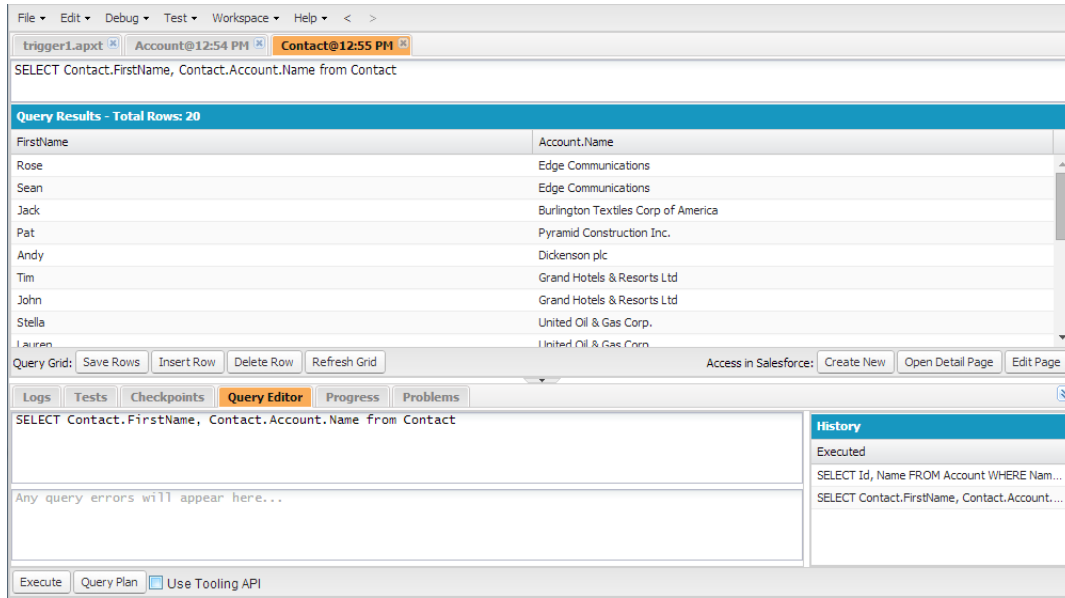 File Edit Debug Test Workspace Help < >
trigger1.apxt Account@12:54 PM Contact@12:55 PM
SELECT Contact.FirstName, Contact.Account.Name from Contact
Query Results - Total Rows: 20
FirstName Account.Name
Rose Edge Communications
Sean Edge Communications
Jack Burlington Textiles Corp of America
Pat Pyramid Construction Inc.
Andy Dickenson plc
Tim Grand Hotels & Resorts Ltd
John Grand Hotels & Resorts Ltd
Stella United Oil & Gas Corp.
Lauren United Oil & Gas Corp.
Query Grid: Save Rows Insert Row Delete Row Refresh Grid Access in Salesforce: Create New Open Detail Page Edit Page
Logs Tests Checkpoints Query Editor Progress Problems
SELECT Contact.FirstName, Contact.Account.Name from Contact
History
Executed
SELECT Id, Name FROM Account WHERE Nam...
SELECT Contact.FirstName, Contact.Account....
Any query errors will appear here...
Execute Query Plan Use Tooling API